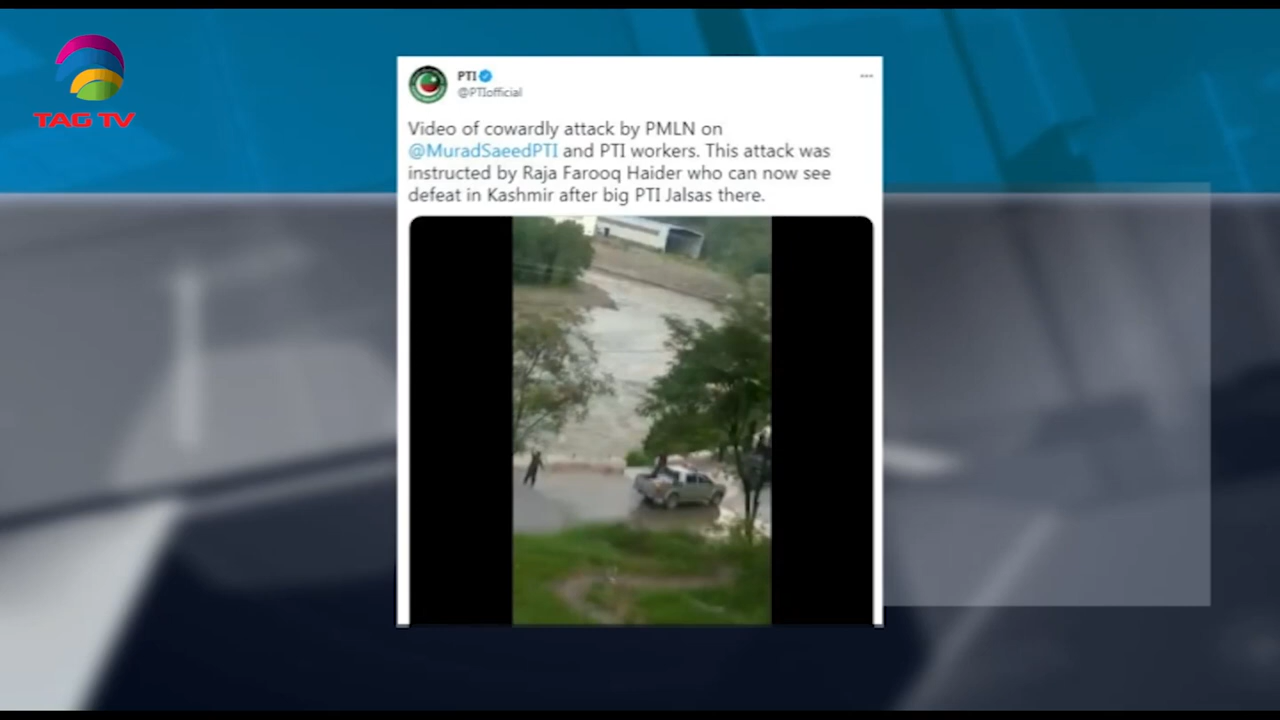 TAG TV
PTI
@PTIofficial
Video of cowardly attack by PMLN on
@MuradSaeedPTI and PTI workers. This attack was
instructed by Raja Farooq Haider who can now see
defeat in Kashmir after big PTI Jalsas there.